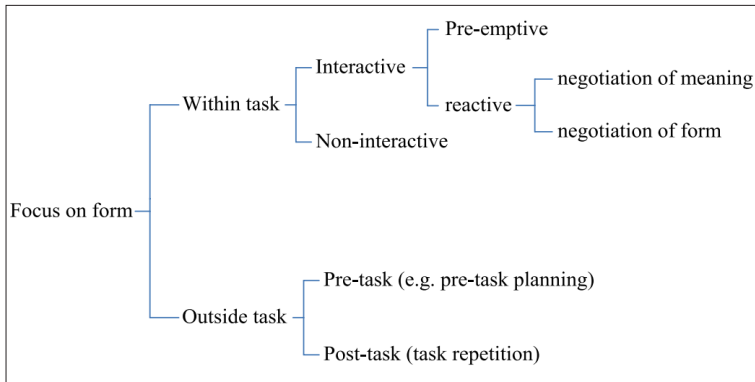 Pre-emptive
Interactive
negotiation of meaning
Within task
reactive
negotiation of form
Non-interactive
Focus on form
Pre-task (e.g. pre-task planning)
Outside task
Post-task (task repetition)